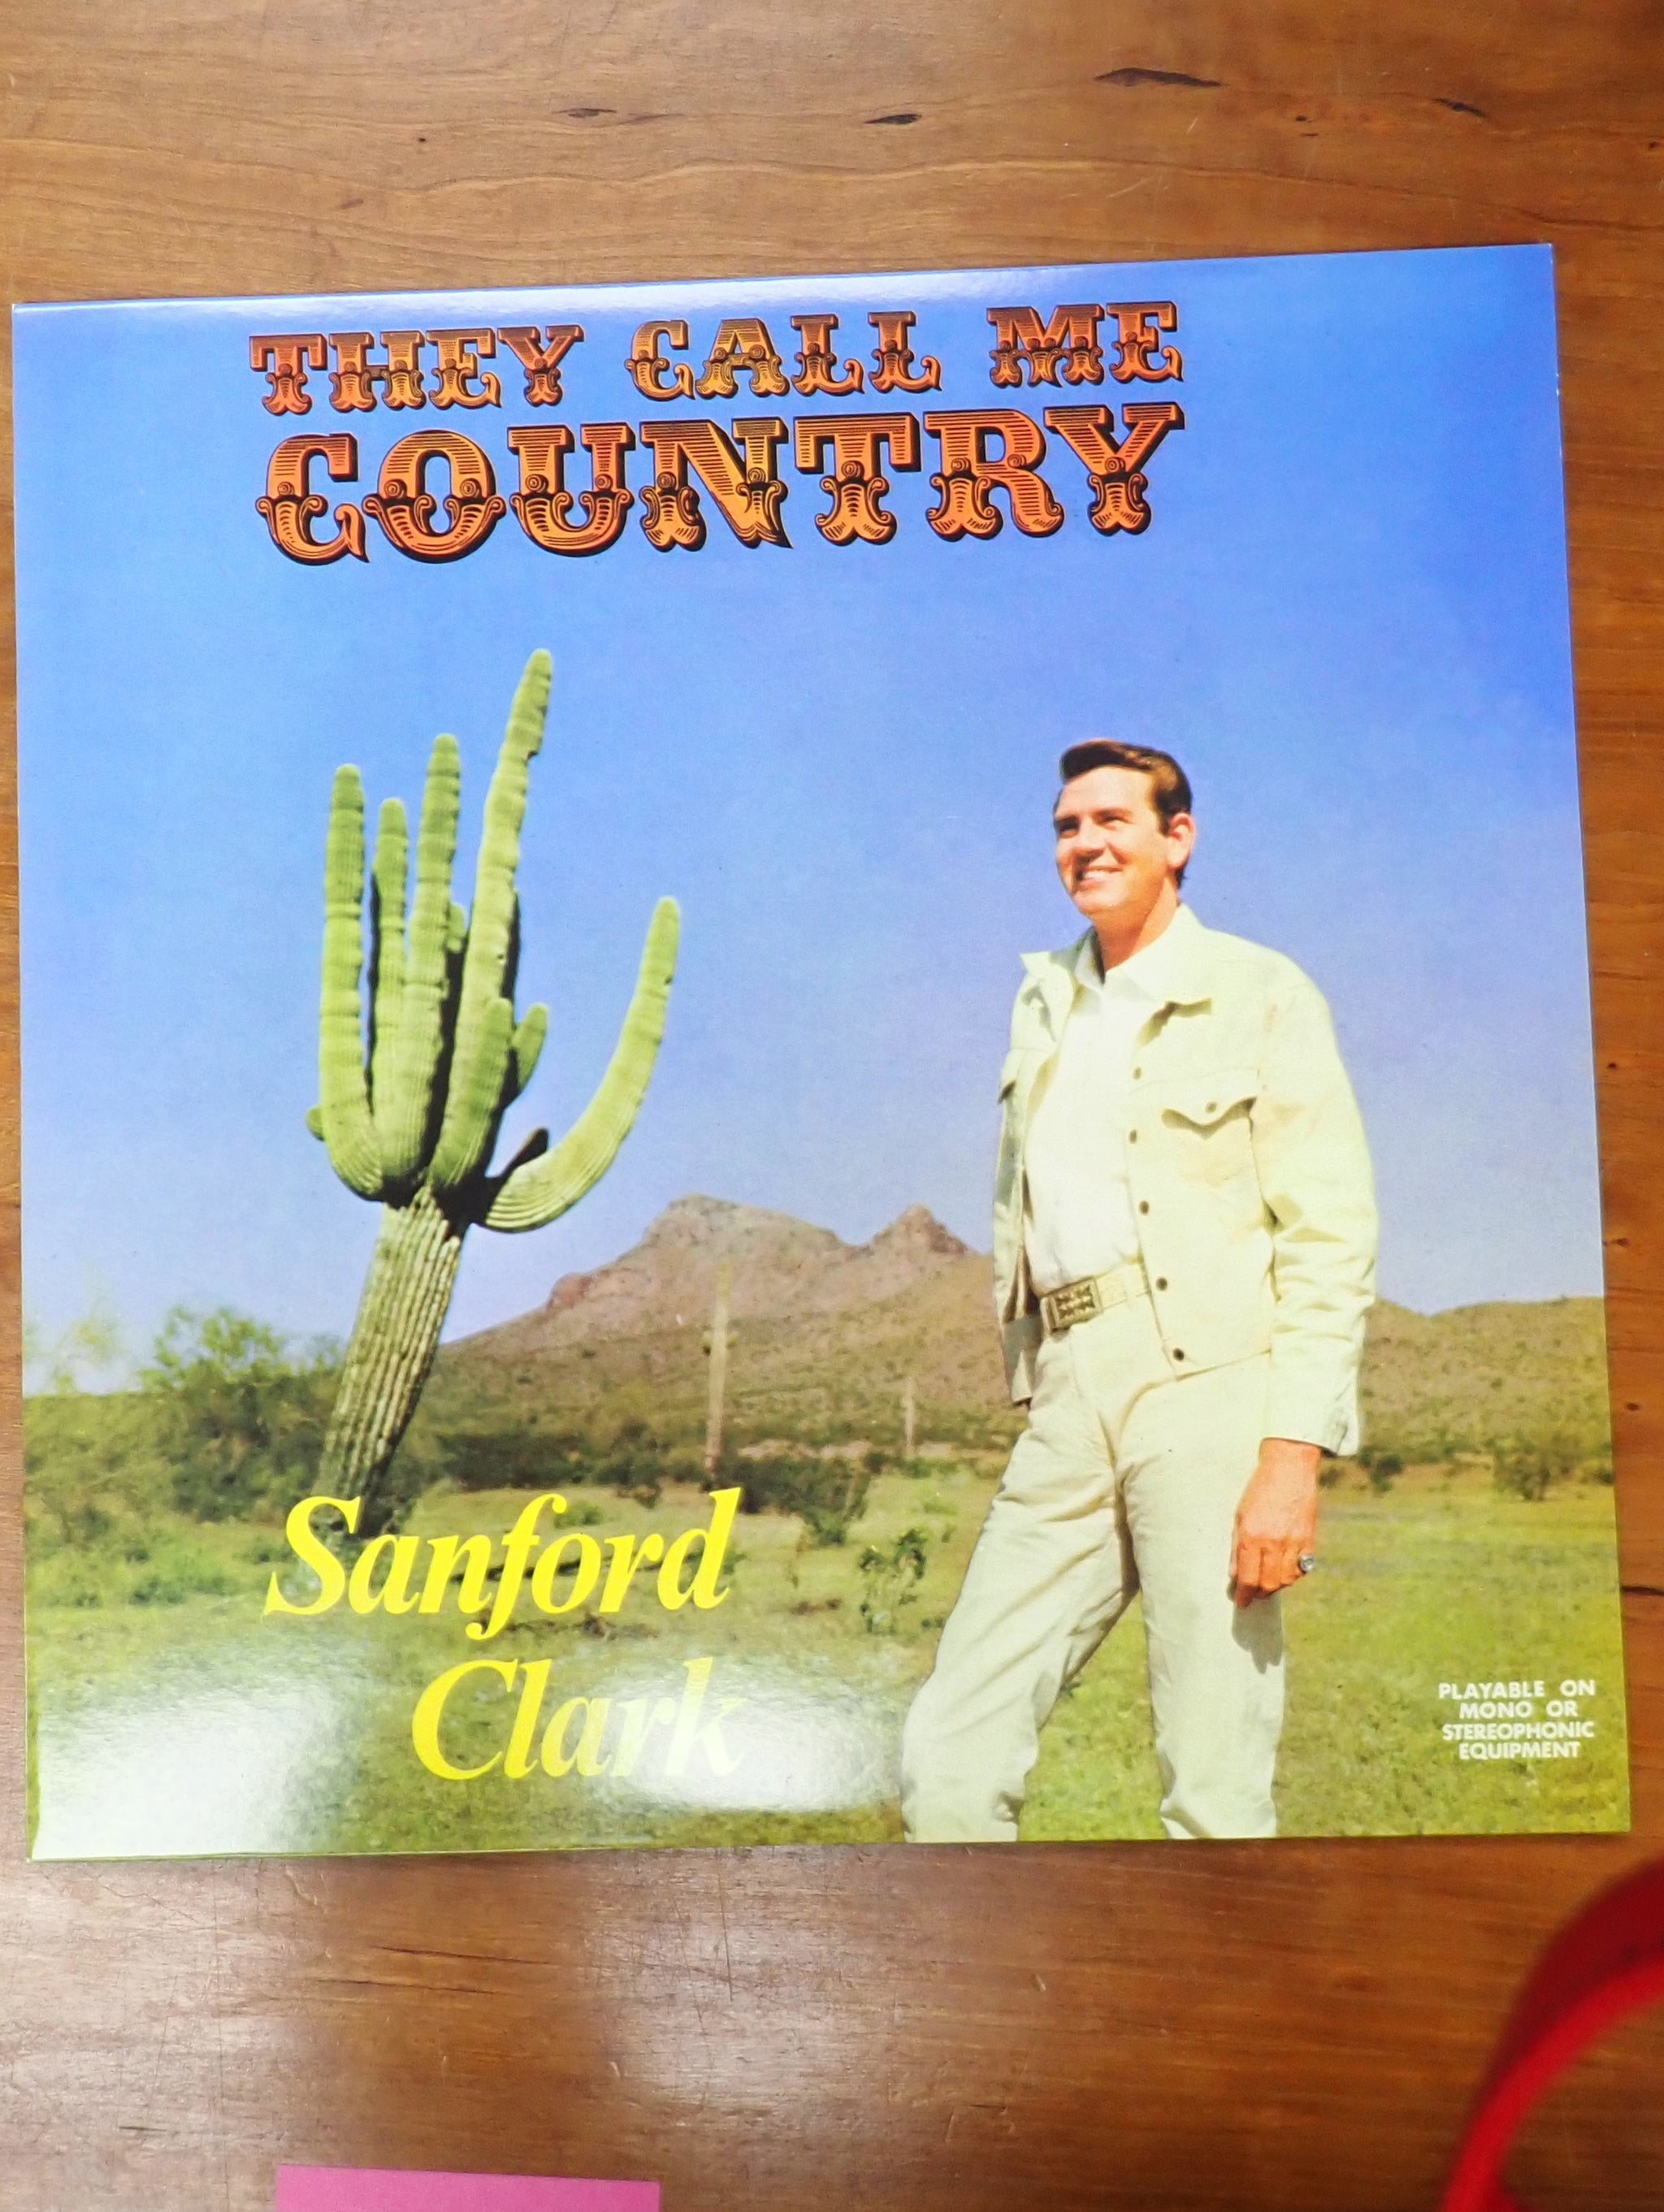 THEY CALL ME
COUNTRY
Sanford
Clark
PLAYABLE ON
MONO OR
STEREOPHONIC
EQUIPMENT